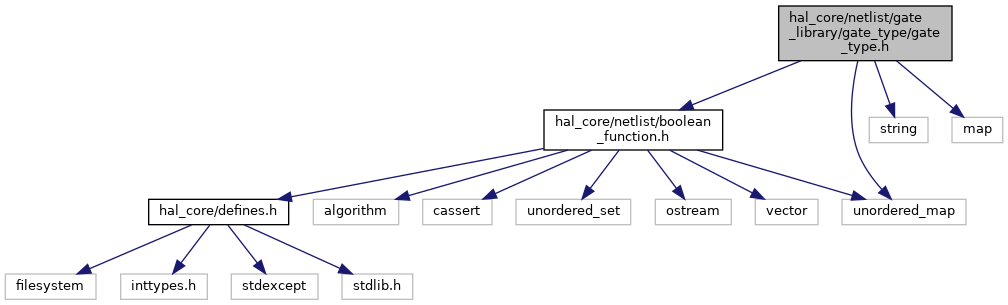 hal_core/netlist/gate
_library/gate_type/gate
_type.h
hal_core/netlist/boolean
_function.h
string
map
hal_core/defines.h
algorithm
cassert
unordered_set
ostream
vector
unordered_map
filesystem
inttypes.h
stdexcept
stdlib.h